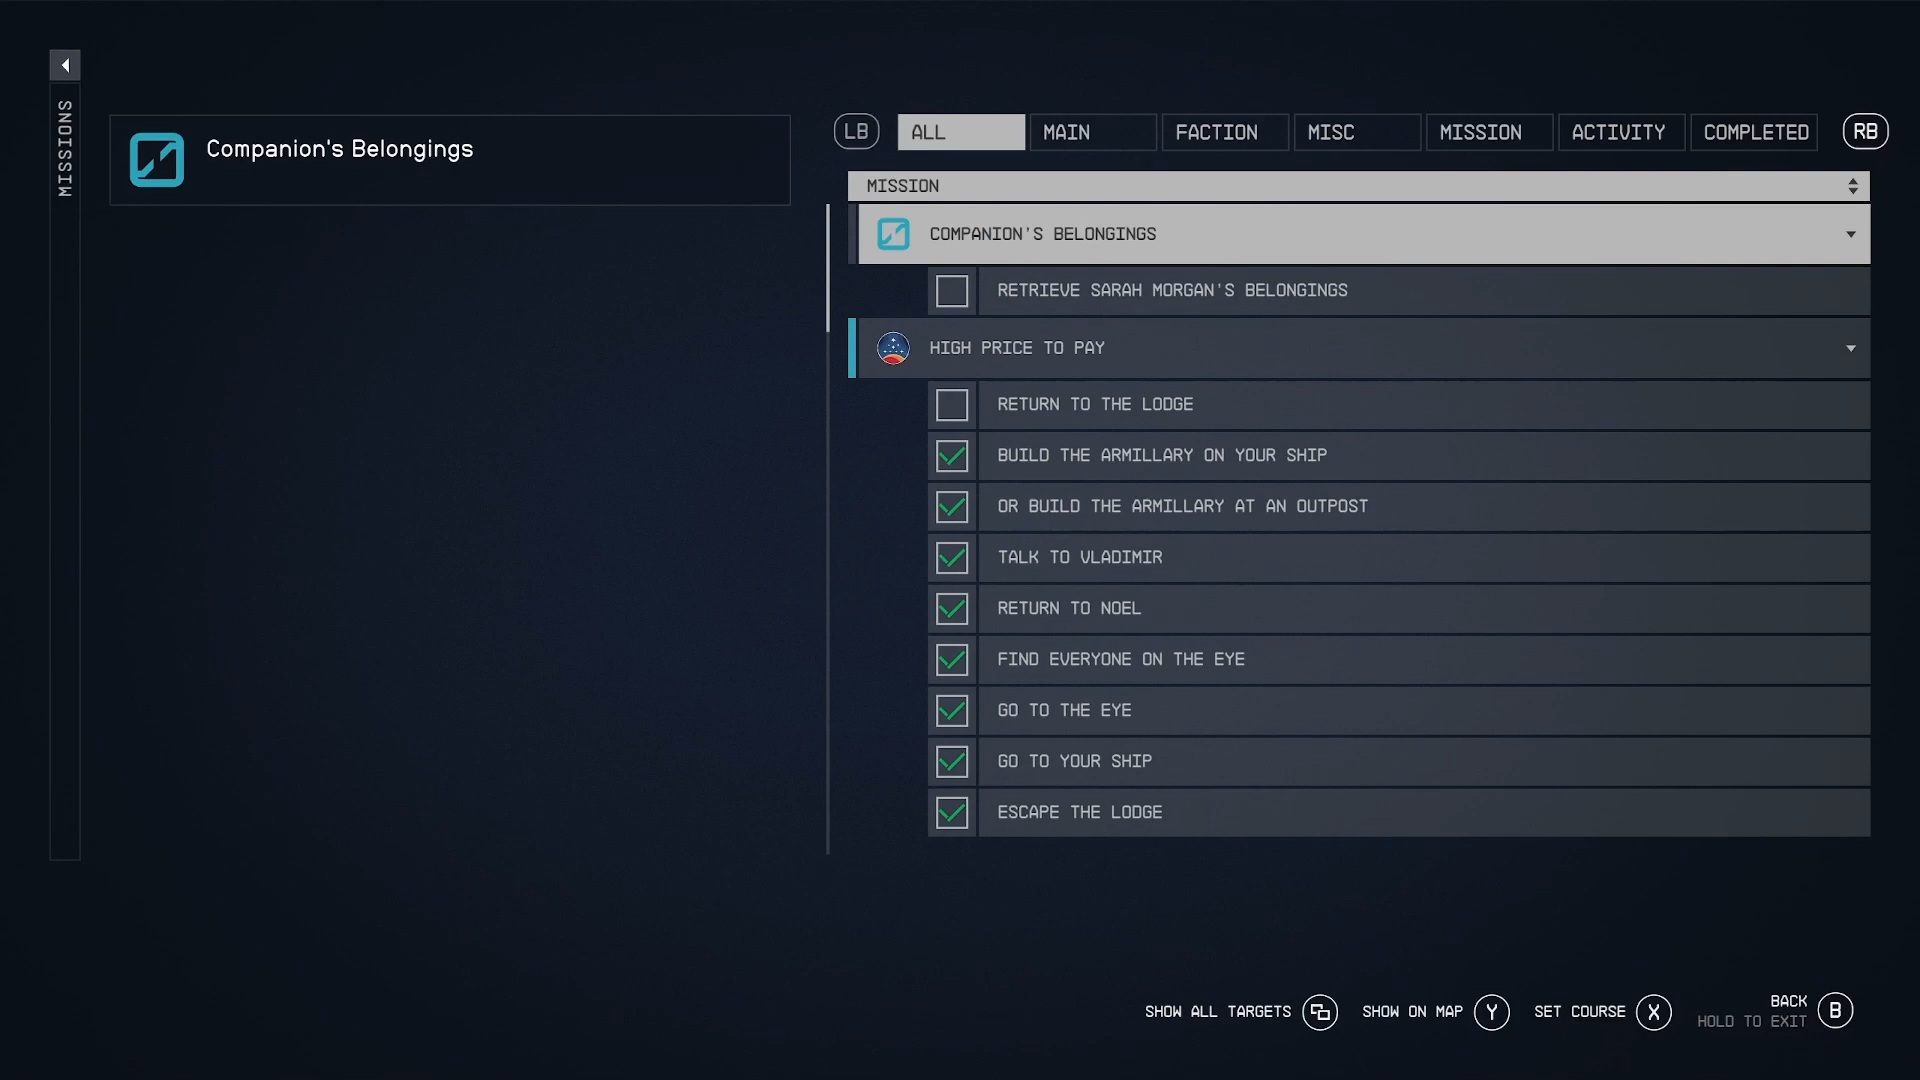 MISSIONS
Companion's Belongings
LB
ALL
MAIN
FACTION
MISC
MISSION
ACTIVITY
COMPLETED
RB
MISSION
COMPANION'S BELONGINGS
RETRIEVE SARAH MORGAN'S BELONGINGS
HIGH PRICE TO PAY
RETURN TO THE LODGE
BUILD THE ARMILLARY ON YOUR SHIP
OR BUILD THE ARMILLARY AT AN OUTPOST
TALK TO VLADIMIR
RETURN TO NOEL
FIND EVERYONE ON THE EYE
GO TO THE EYE
GO TO YOUR SHIP
ESCAPE THE LODGE
SHOW ALL TARGETS
SHOW ON MAP Y
SET COURSE X
BACK B
HOLD TO EXIT